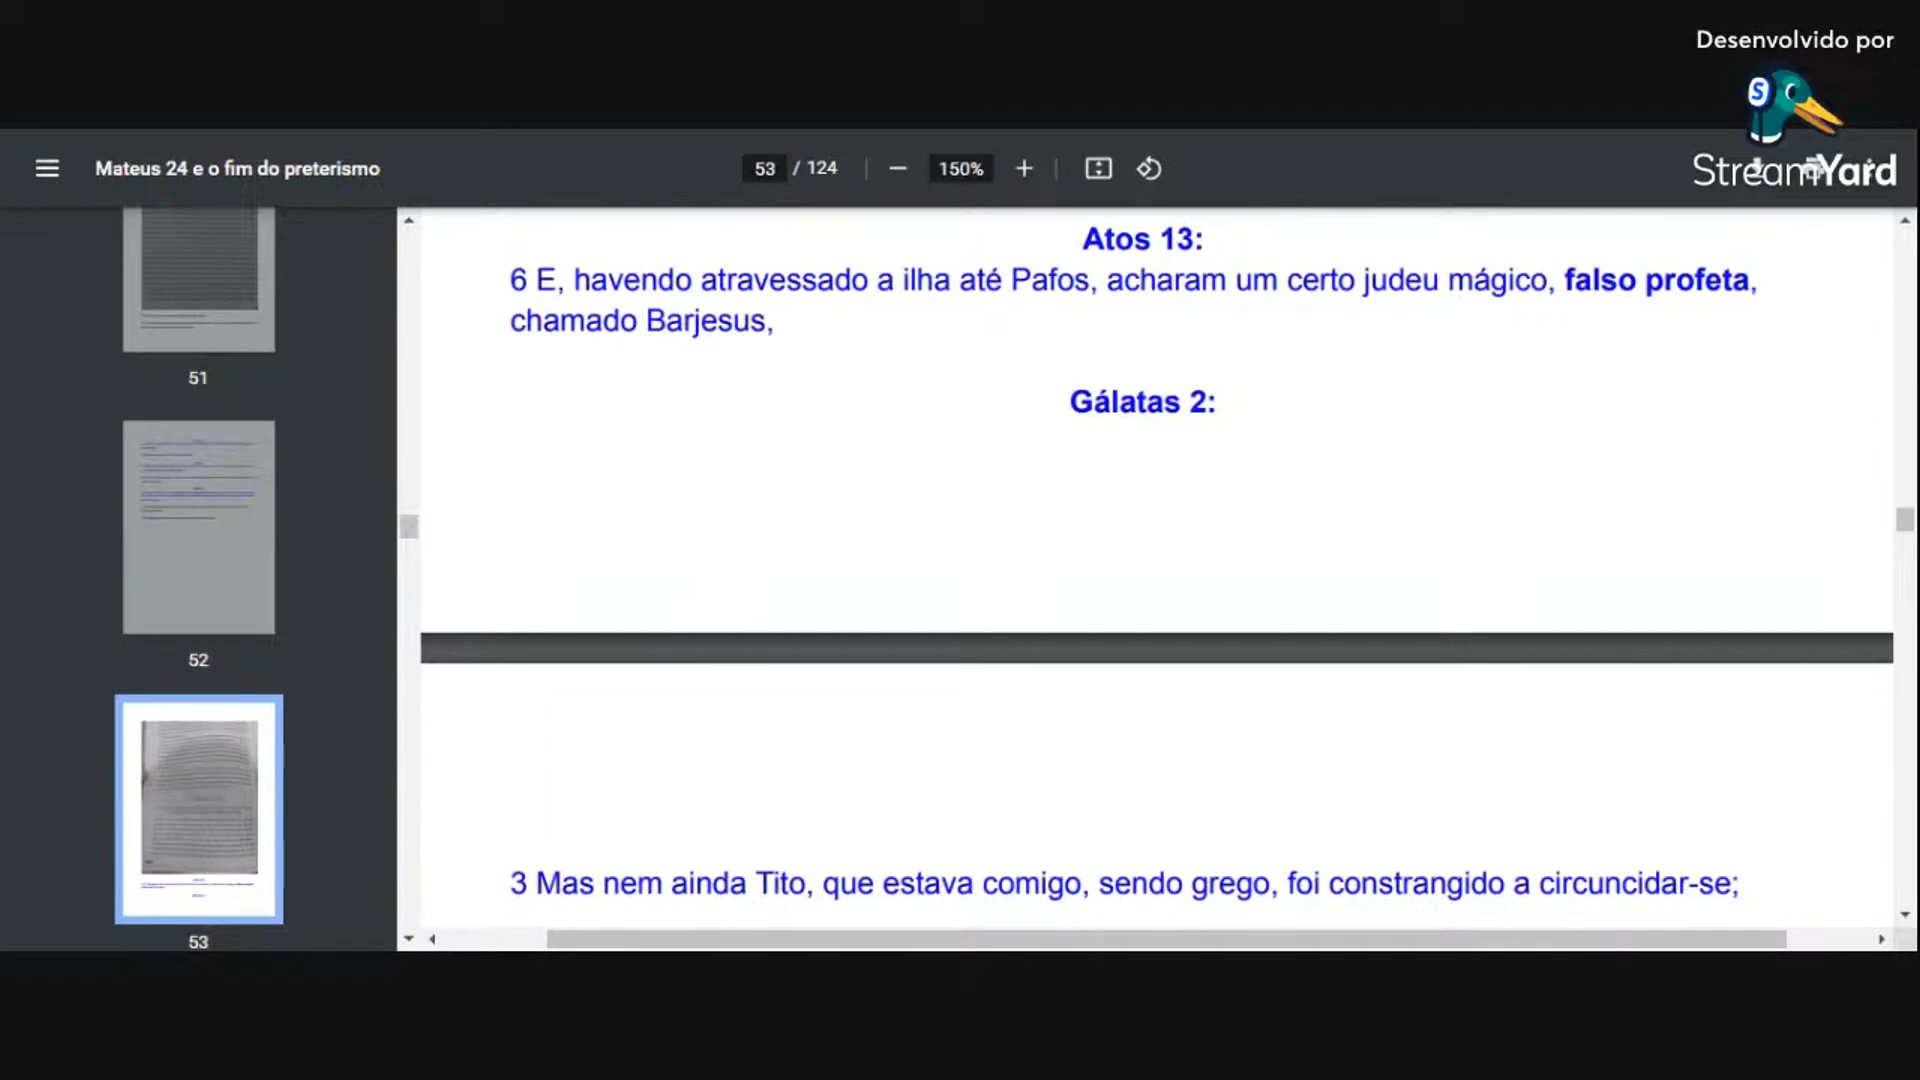 Desenvolvido por
S
StreamYard
Mateus 24 e o fim do preterismo
53 / 124
150%
Atos 13:
6 E, havendo atravessado a ilha até Pafos, acharam um certo judeu mágico, falso profeta,
chamado Barjesus,
Gálatas 2:
3 Mas nem ainda Tito, que estava comigo, sendo grego, foi constrangido a circuncidar-se;
51
52
53